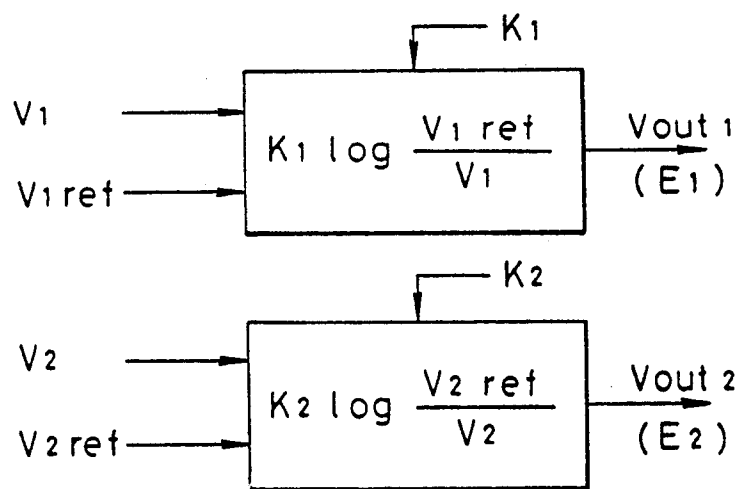 K1
V1
V1 ref
K1 log V1 ref / V1
Vout 1
(E1)
K2
V2
V2 ref
K2 log V2 ref / V2
Vout 2
(E2)